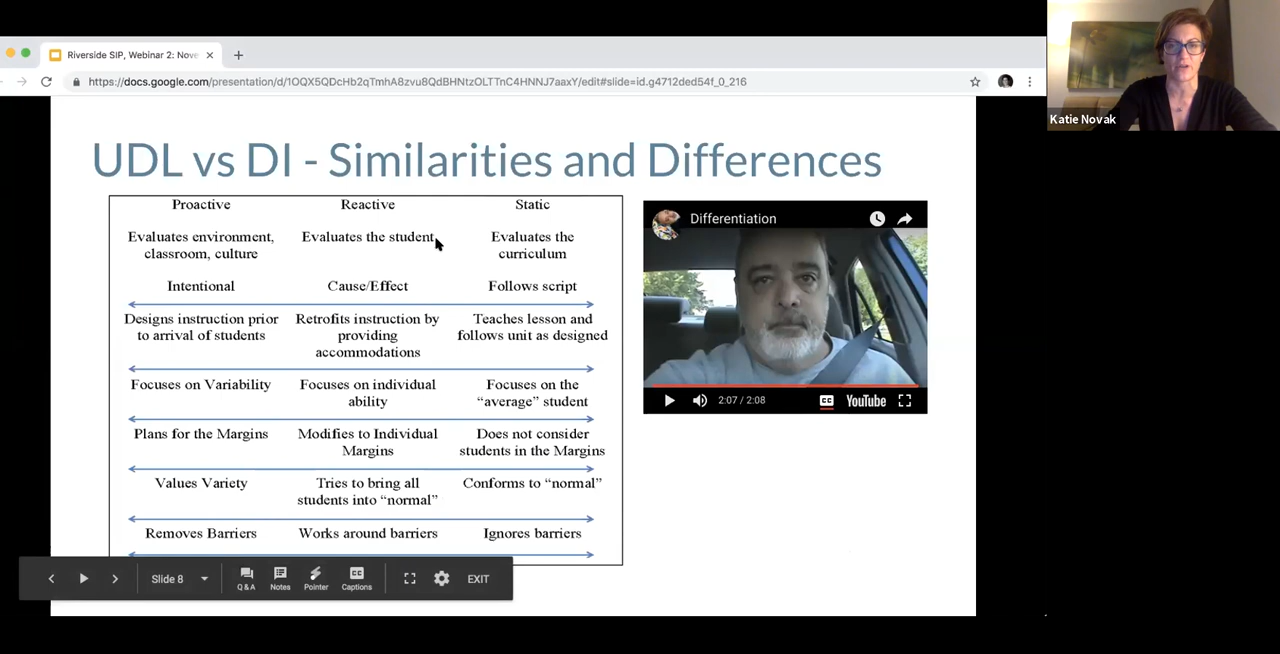 Riverside SIP, Webinar 2: Nove
https://docs.google.com/presentation/d/1OQX5QDcHb2qTmhA8zvu8QdBHNtzOLTTnC4HNNJ7aaxY/edit#slide=id.g4712ded54f_0_216
Katie Novak
UDL vs DI - Similarities and Differences
Proactive Reactive Static
Evaluates environment, Evaluates the student Evaluates the
classroom, culture curriculum
Intentional Cause/Effect Follows script
Designs instruction prior Retrofits instruction by Teaches lesson and
to arrival of students providing follows unit as designed
accommodations
Focuses on Variability Focuses on individual Focuses on the
ability "average" student
Plans for the Margins Modifies to Individual Does not consider
Margins students in the Margins
Values Variety Tries to bring all Conforms to "normal"
students into "normal"
Removes Barriers Works around barriers Ignores barriers
Differentiation
2:07 / 2:08
CC
YouTube
Slide 8
Q & A Notes Pointer CC Captions
EXIT